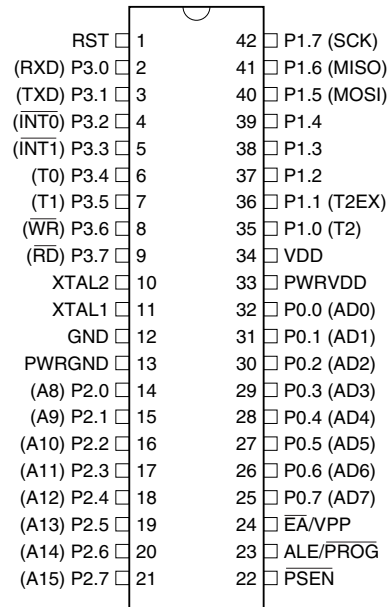 RST 1 42 P1.7 (SCK)
(RXD) P3.0 2 41 P1.6 (MISO)
(TXD) P3.1 3 40 P1.5 (MOSI)
(I̅N̅T̅0̅) P3.2 4 39 P1.4
(I̅N̅T̅1̅) P3.3 5 38 P1.3
(T0) P3.4 6 37 P1.2
(T1) P3.5 7 36 P1.1 (T2EX)
(W̅R̅) P3.6 8 35 P1.0 (T2)
(R̅D̅) P3.7 9 34 VDD
XTAL2 10 33 PWRVDD
XTAL1 11 32 P0.0 (AD0)
GND 12 31 P0.1 (AD1)
PWRGND 13 30 P0.2 (AD2)
(A8) P2.0 14 29 P0.3 (AD3)
(A9) P2.1 15 28 P0.4 (AD4)
(A10) P2.2 16 27 P0.5 (AD5)
(A11) P2.3 17 26 P0.6 (AD6)
(A12) P2.4 18 25 P0.7 (AD7)
(A13) P2.5 19 24 E̅A̅/VPP
(A14) P2.6 20 23 ALE/P̅R̅O̅G̅
(A15) P2.7 21 22 P̅S̅E̅N̅